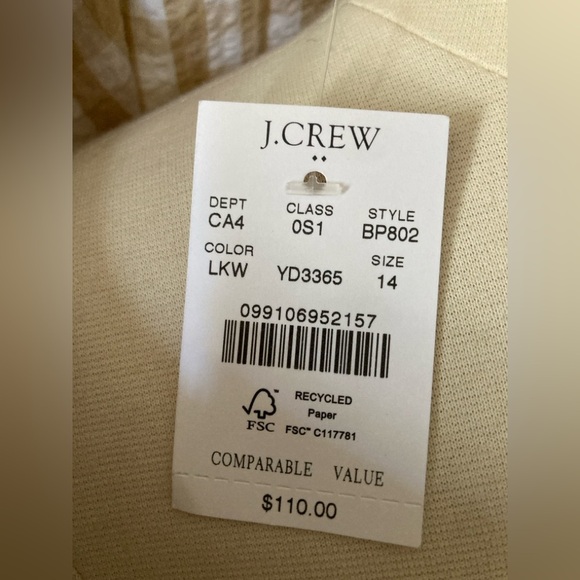 J.CREW
DEPT CLASS STYLE
CA4 0S1 BP802
COLOR SIZE
LKW YD3365 14
099106952157
RECYCLED
Paper
FSC™ FSC™ C117781
COMPARABLE VALUE
$110.00